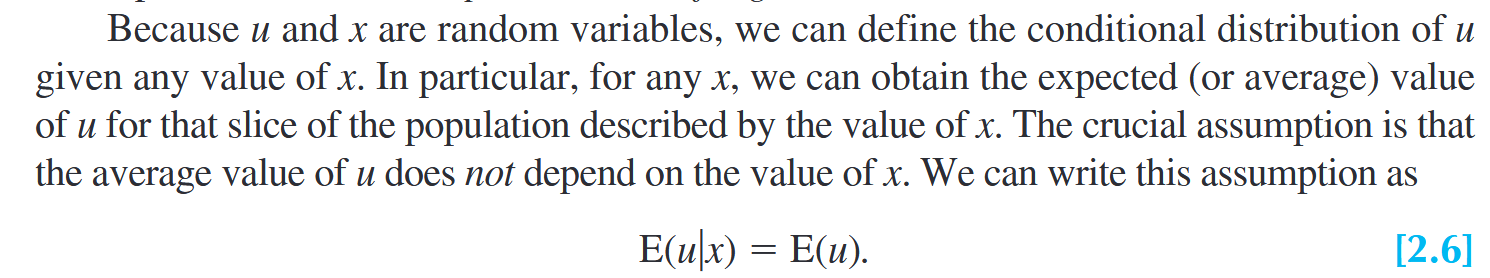 Because u and x are random variables, we can define the conditional distribution of u
given any value of x. In particular, for any x, we can obtain the expected (or average) value
of u for that slice of the population described by the value of x. The crucial assumption is that
the average value of u does not depend on the value of x. We can write this assumption as
E(u|x) = E(u). [2.6]